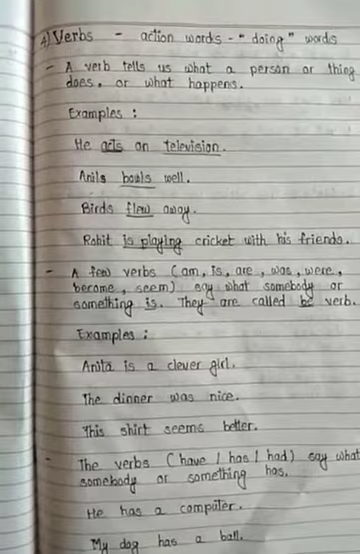 4) Verbs - action words - "doing" words
- A verb tells us what a person or thing
does, or what happens.
Examples :
He acts on television.
Anils bowls well.
Birds flew away.
Rohit is playing cricket with his friends.
- A few verbs (am, is, are, was, were,
become, seem) say what somebody or
something is. They are called be verb.
Examples :
Anita is a clever girl.
The dinner was nice.
This shirt seems better.
- The verbs (have / has / had) say what
somebody or something has.
He has a computer.
My dog has a ball.